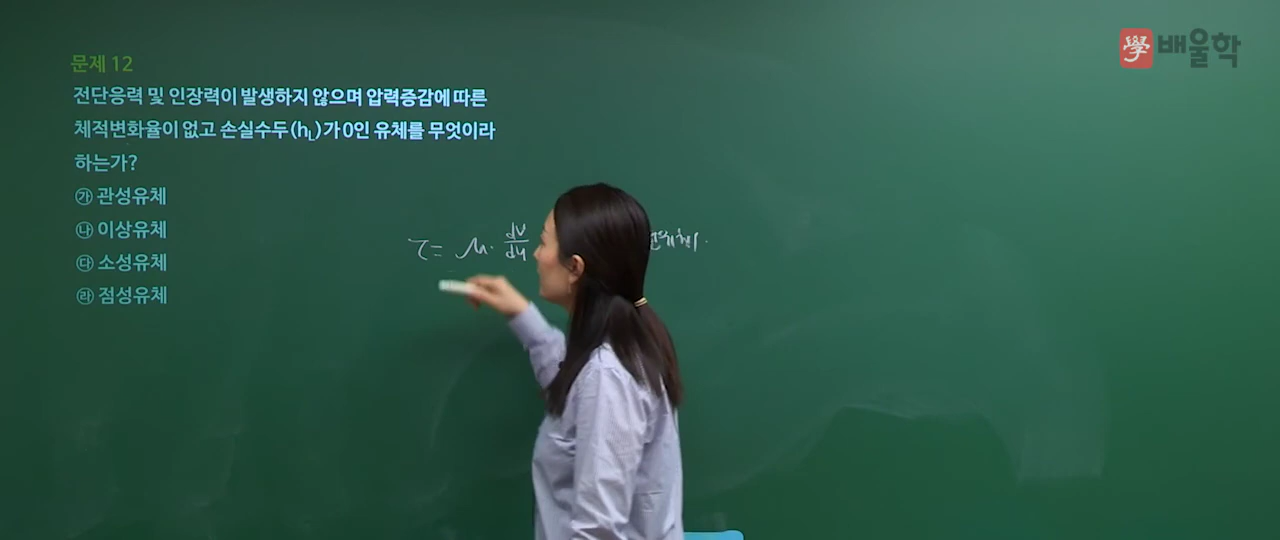 學 배울학
문제 12
전단응력 및 인장력이 발생하지 않으며 압력증감에 따른
체적변화율이 없고 손실수두(hL)가 0인 유체를 무엇이라
하는가?
㉮ 관성유체
㉯ 이상유체
㉰ 소성유체
㉱ 점성유체
τ = μ · dv/dy